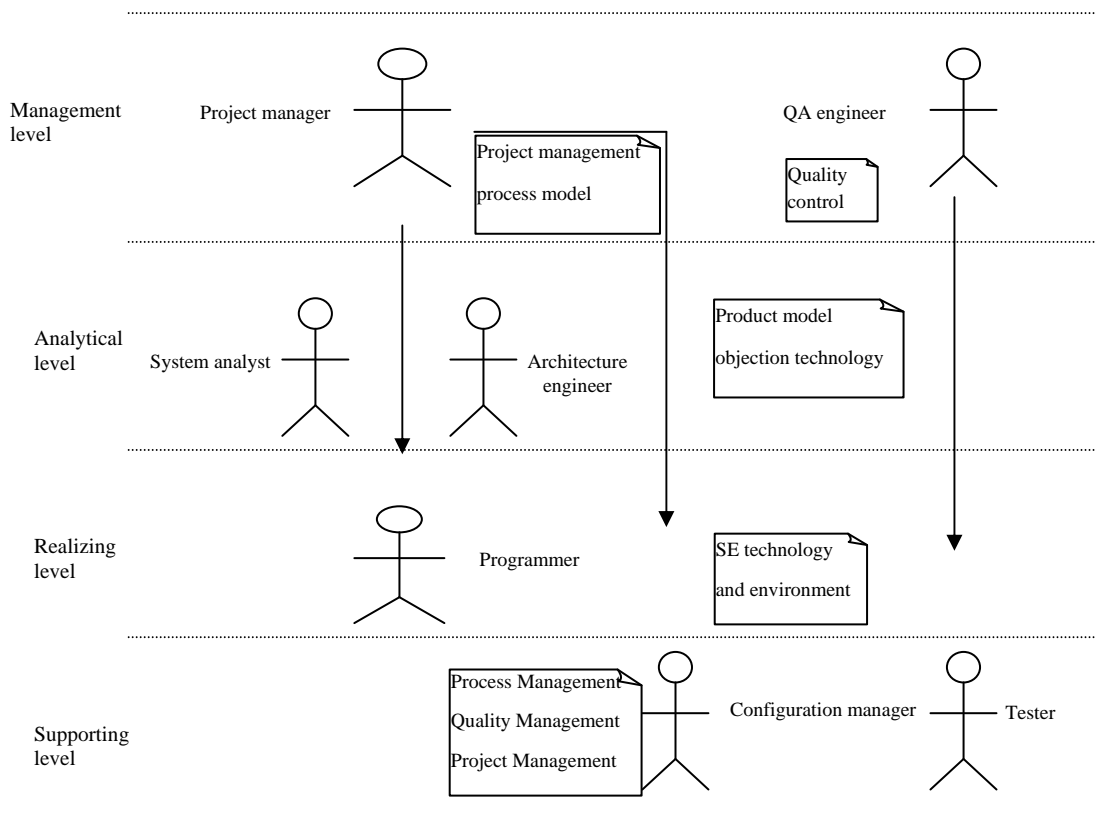 Management
level
Project manager
Project management
process model
QA engineer
Quality
control
Analytical
level
System analyst
Architecture
engineer
Product model
objection technology
Realizing
level
Programmer
SE technology
and environment
Supporting
level
Process Management
Quality Management
Project Management
Configuration manager
Tester